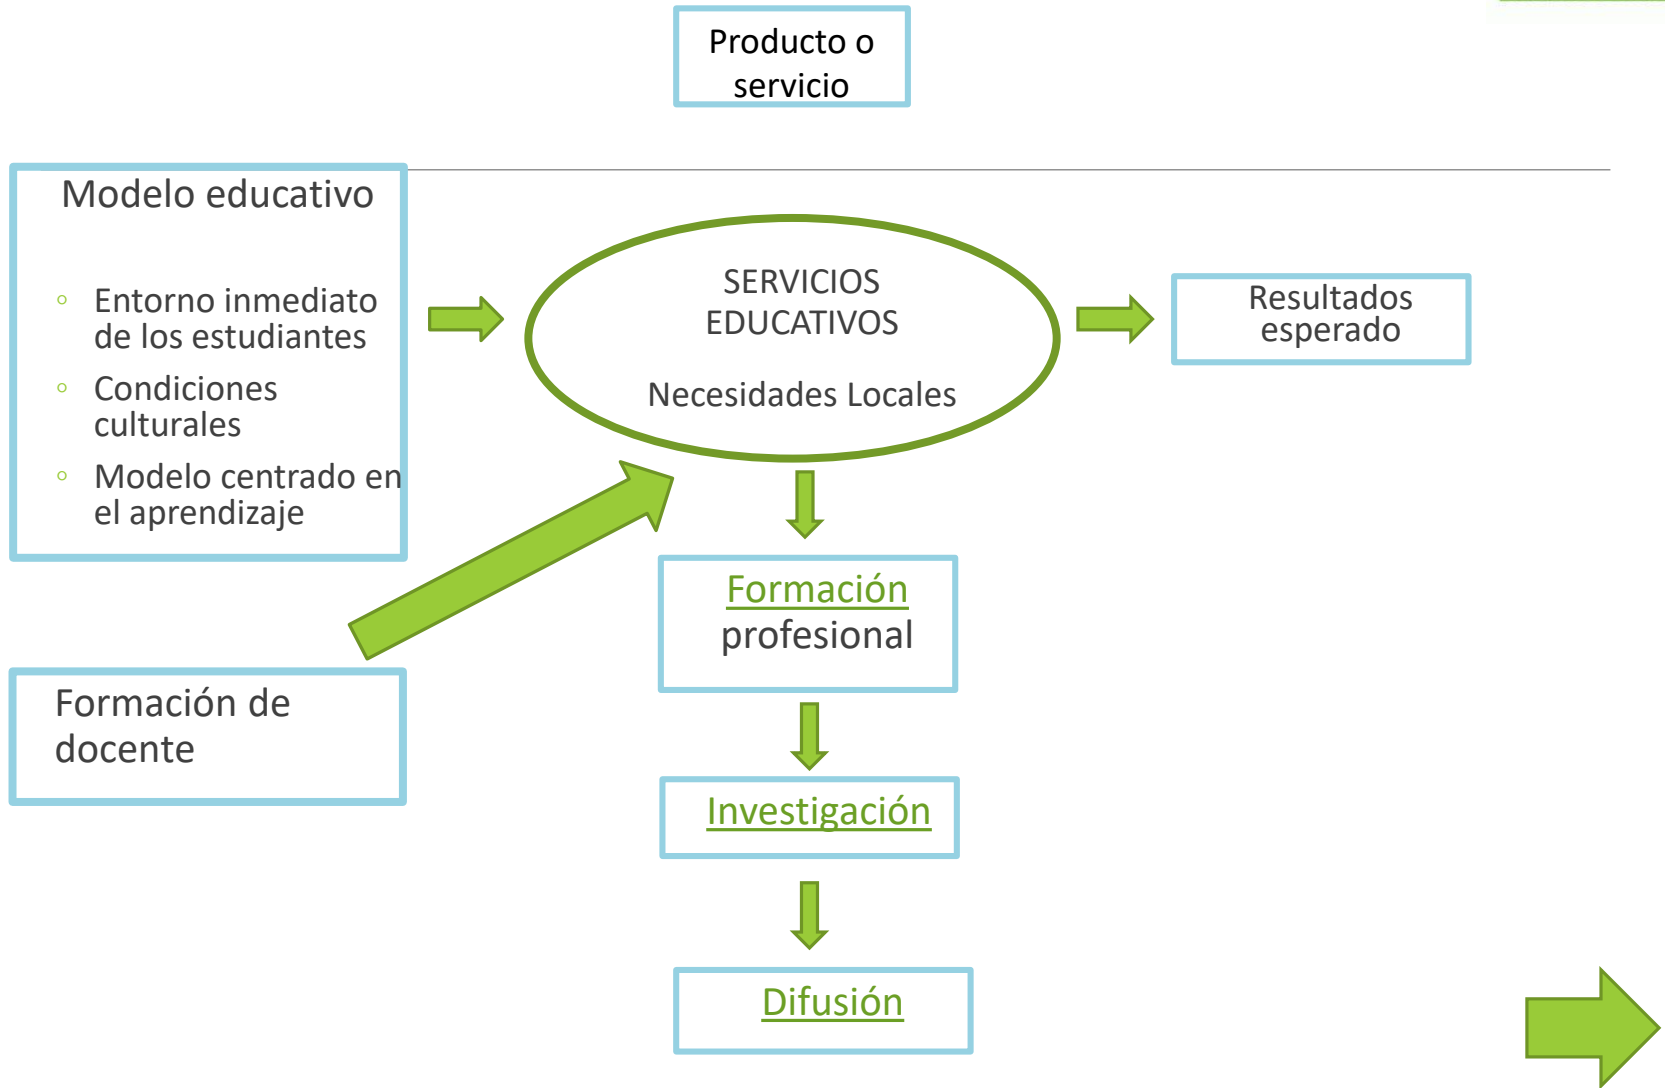 Producto o
servicio
Modelo educativo
Entorno inmediato
de los estudiantes
Condiciones
culturales
Modelo centrado en
el aprendizaje
SERVICIOS
EDUCATIVOS
Necesidades Locales
Resultados
esperado
Formación de
docente
Formación
profesional
Investigación
Difusión